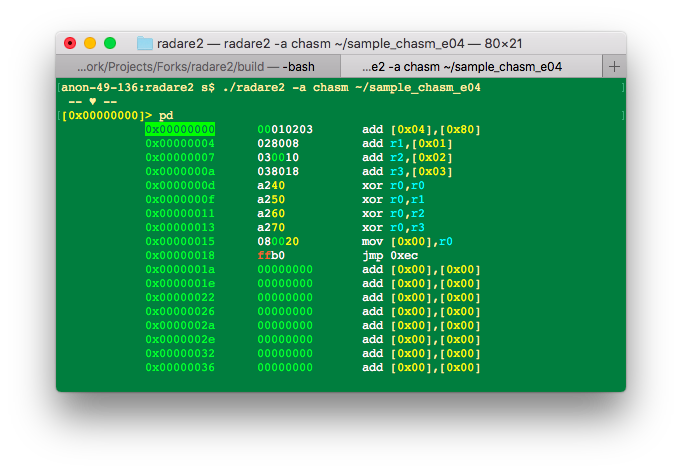 radare2 — radare2 -a chasm ~/sample_chasm_e04 — 80×21
...ork/Projects/Forks/radare2/build — -bash ...e2 -a chasm ~/sample_chasm_e04 +
[anon-49-136:radare2 s$ ./radare2 -a chasm ~/sample_chasm_e04 ]
-- ♥ --
[[0x00000000]> pd ]
0x00000000 00010203 add [0x04],[0x80]
0x00000004 028008 add r1,[0x01]
0x00000007 030010 add r2,[0x02]
0x0000000a 038018 add r3,[0x03]
0x0000000d a240 xor r0,r0
0x0000000f a250 xor r0,r1
0x00000011 a260 xor r0,r2
0x00000013 a270 xor r0,r3
0x00000015 080020 mov [0x00],r0
0x00000018 ffb0 jmp 0xec
0x0000001a 00000000 add [0x00],[0x00]
0x0000001e 00000000 add [0x00],[0x00]
0x00000022 00000000 add [0x00],[0x00]
0x00000026 00000000 add [0x00],[0x00]
0x0000002a 00000000 add [0x00],[0x00]
0x0000002e 00000000 add [0x00],[0x00]
0x00000032 00000000 add [0x00],[0x00]
0x00000036 00000000 add [0x00],[0x00]